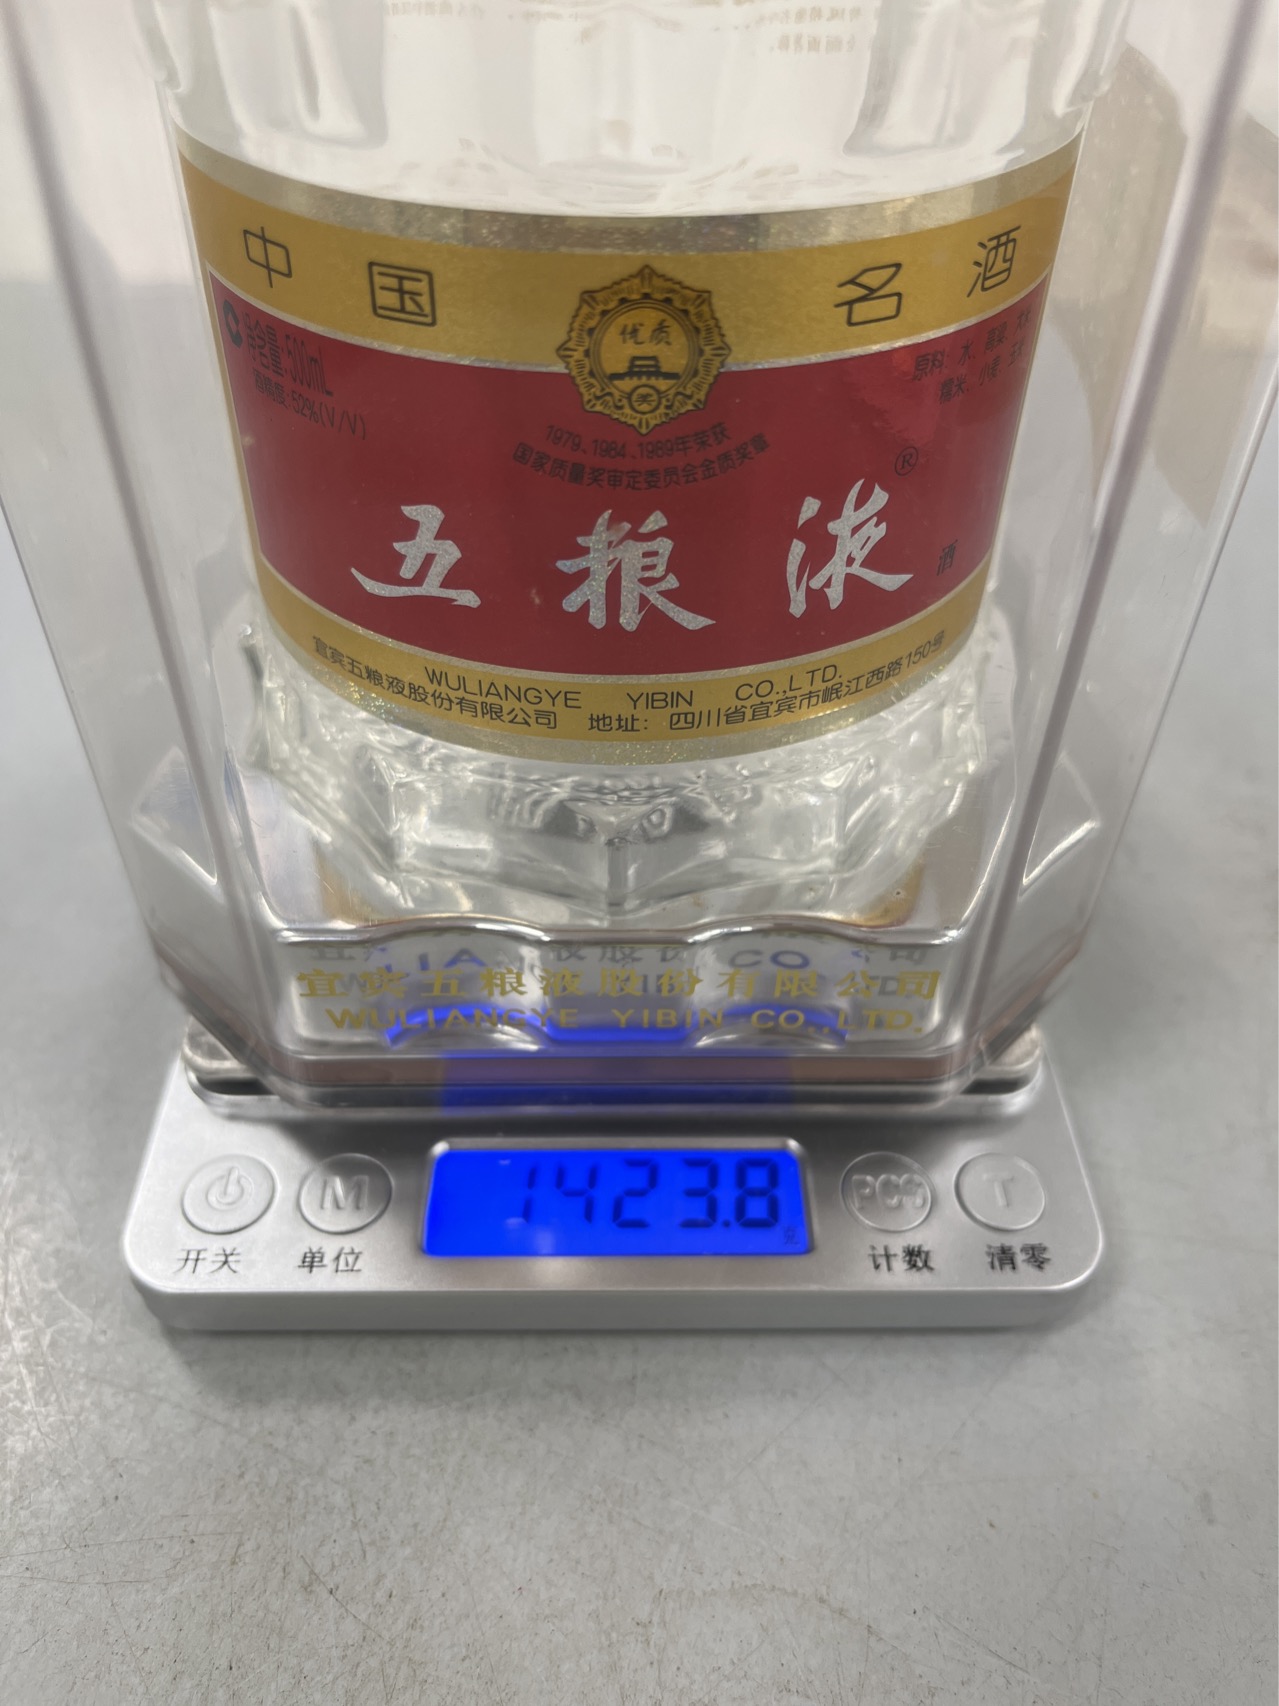 中国 名酒
优质
奖
净含量:500mL
酒精度:52%(V/V)
原料:水、高粱、大米、
糯米、小麦、玉米
1979、1984、1989年荣获
国家质量奖审定委员会金质奖章
五粮液®
酒
WULIANGYE YIBIN CO.,LTD.
宜宾五粮液股份有限公司 地址:四川省宜宾市岷江西路150号
宜宾五粮液股份有限公司
WULIANGYE YIBIN CO.,LTD.
1423.8
克
M PCS T
开关 单位 计数 清零